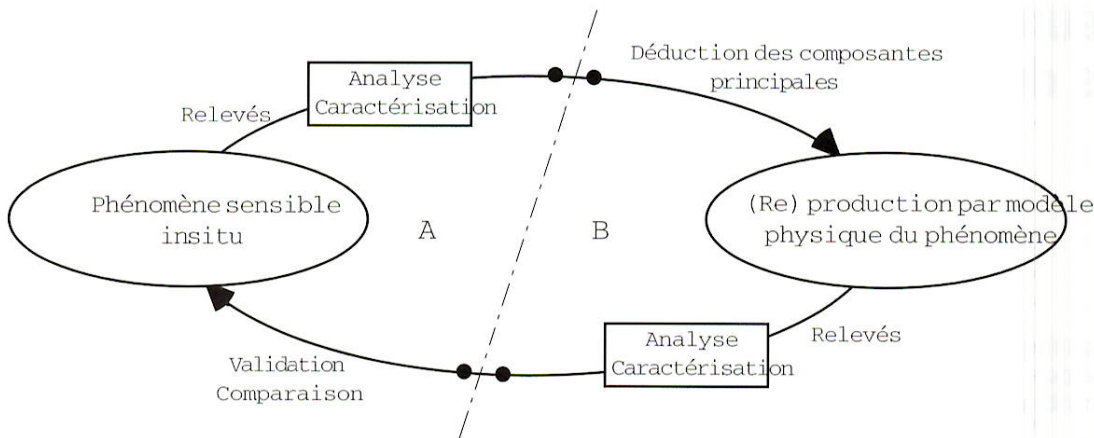 Déduction des composantes
principales
Analyse
Caractérisation
Relevés
Phénomène sensible
insitu
A
B
(Re) production par modèle
physique du phénomène
Analyse
Caractérisation
Relevés
Validation
Comparaison